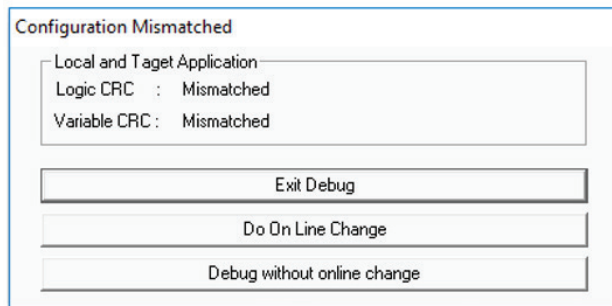 Configuration Mismatched
Local and Taget Application
Logic CRC : Mismatched
Variable CRC : Mismatched
Exit Debug
Do On Line Change
Debug without online change